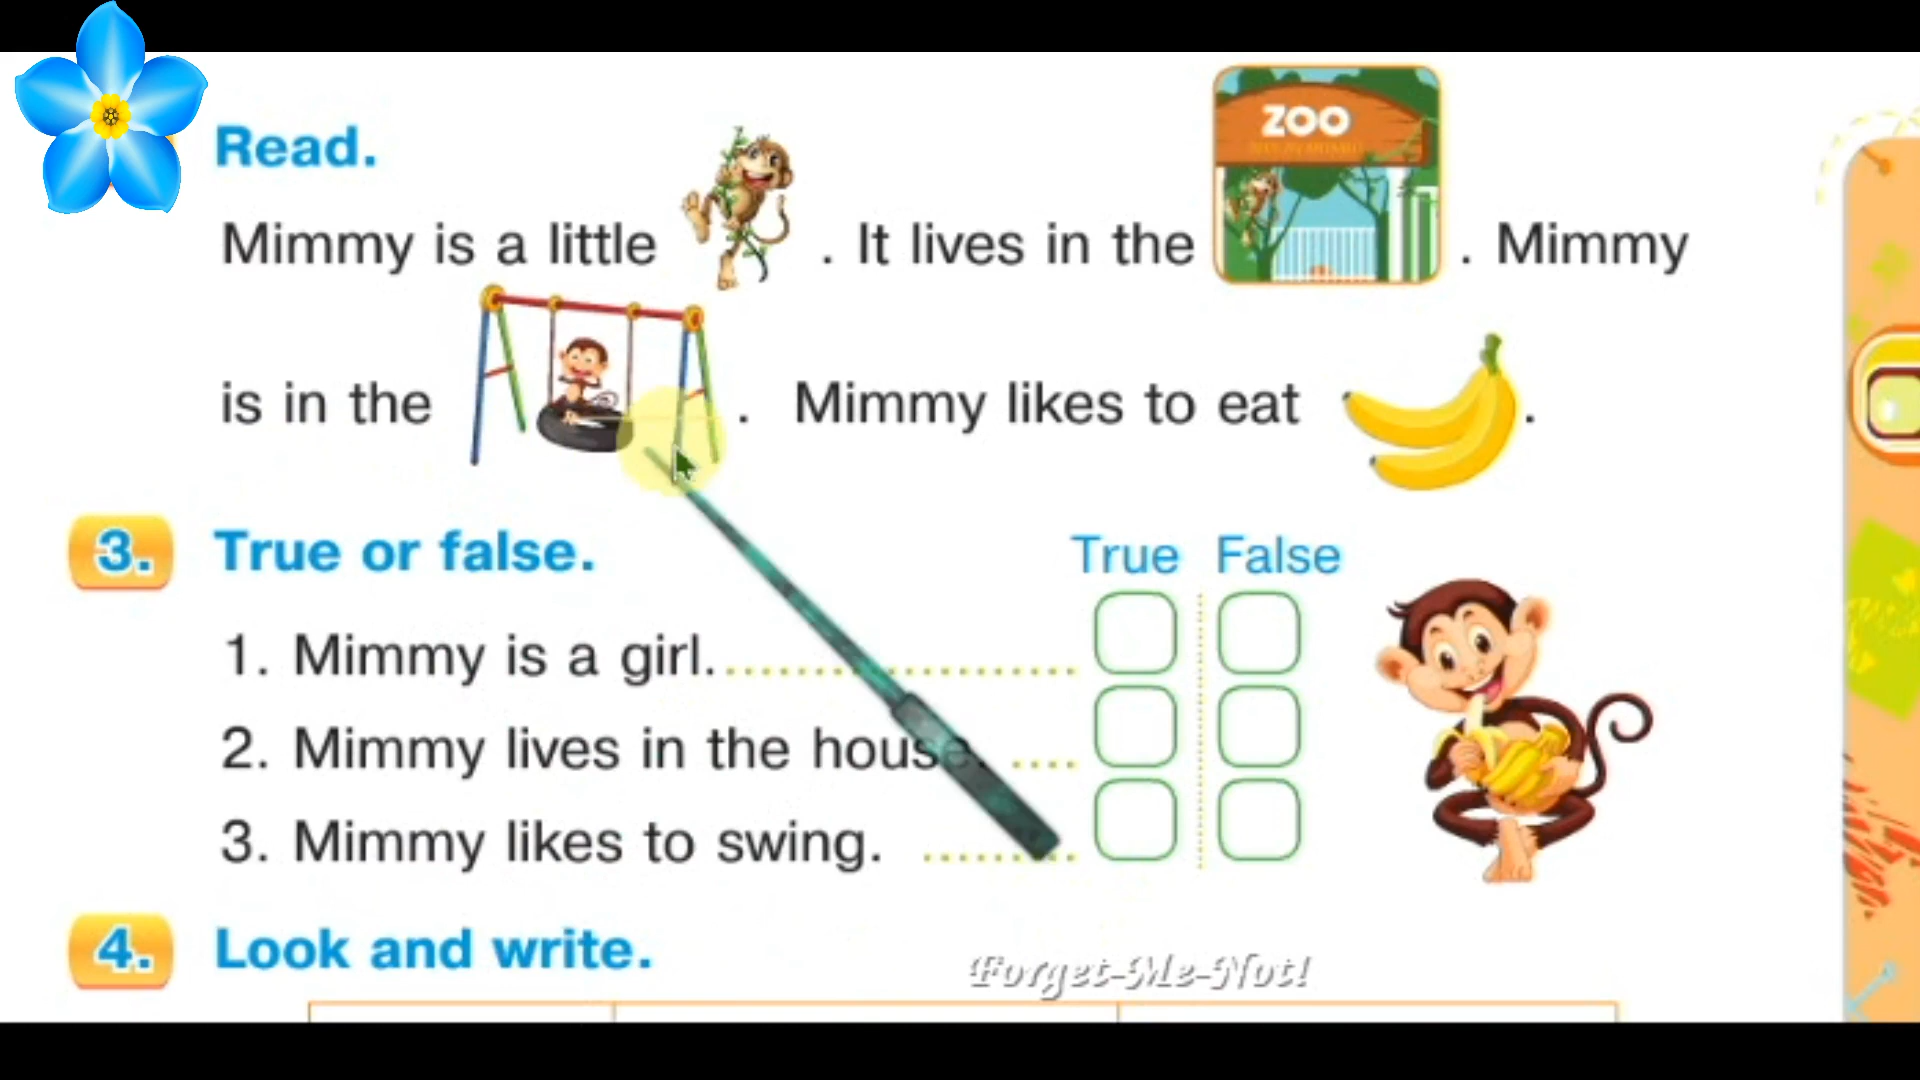 ZOO
Read.
Mimmy is a little . It lives in the . Mimmy
is in the . Mimmy likes to eat .
3. True or false. True False
1. Mimmy is a girl.
2. Mimmy lives in the house.
3. Mimmy likes to swing.
4. Look and write.
Forget-Me-Not!